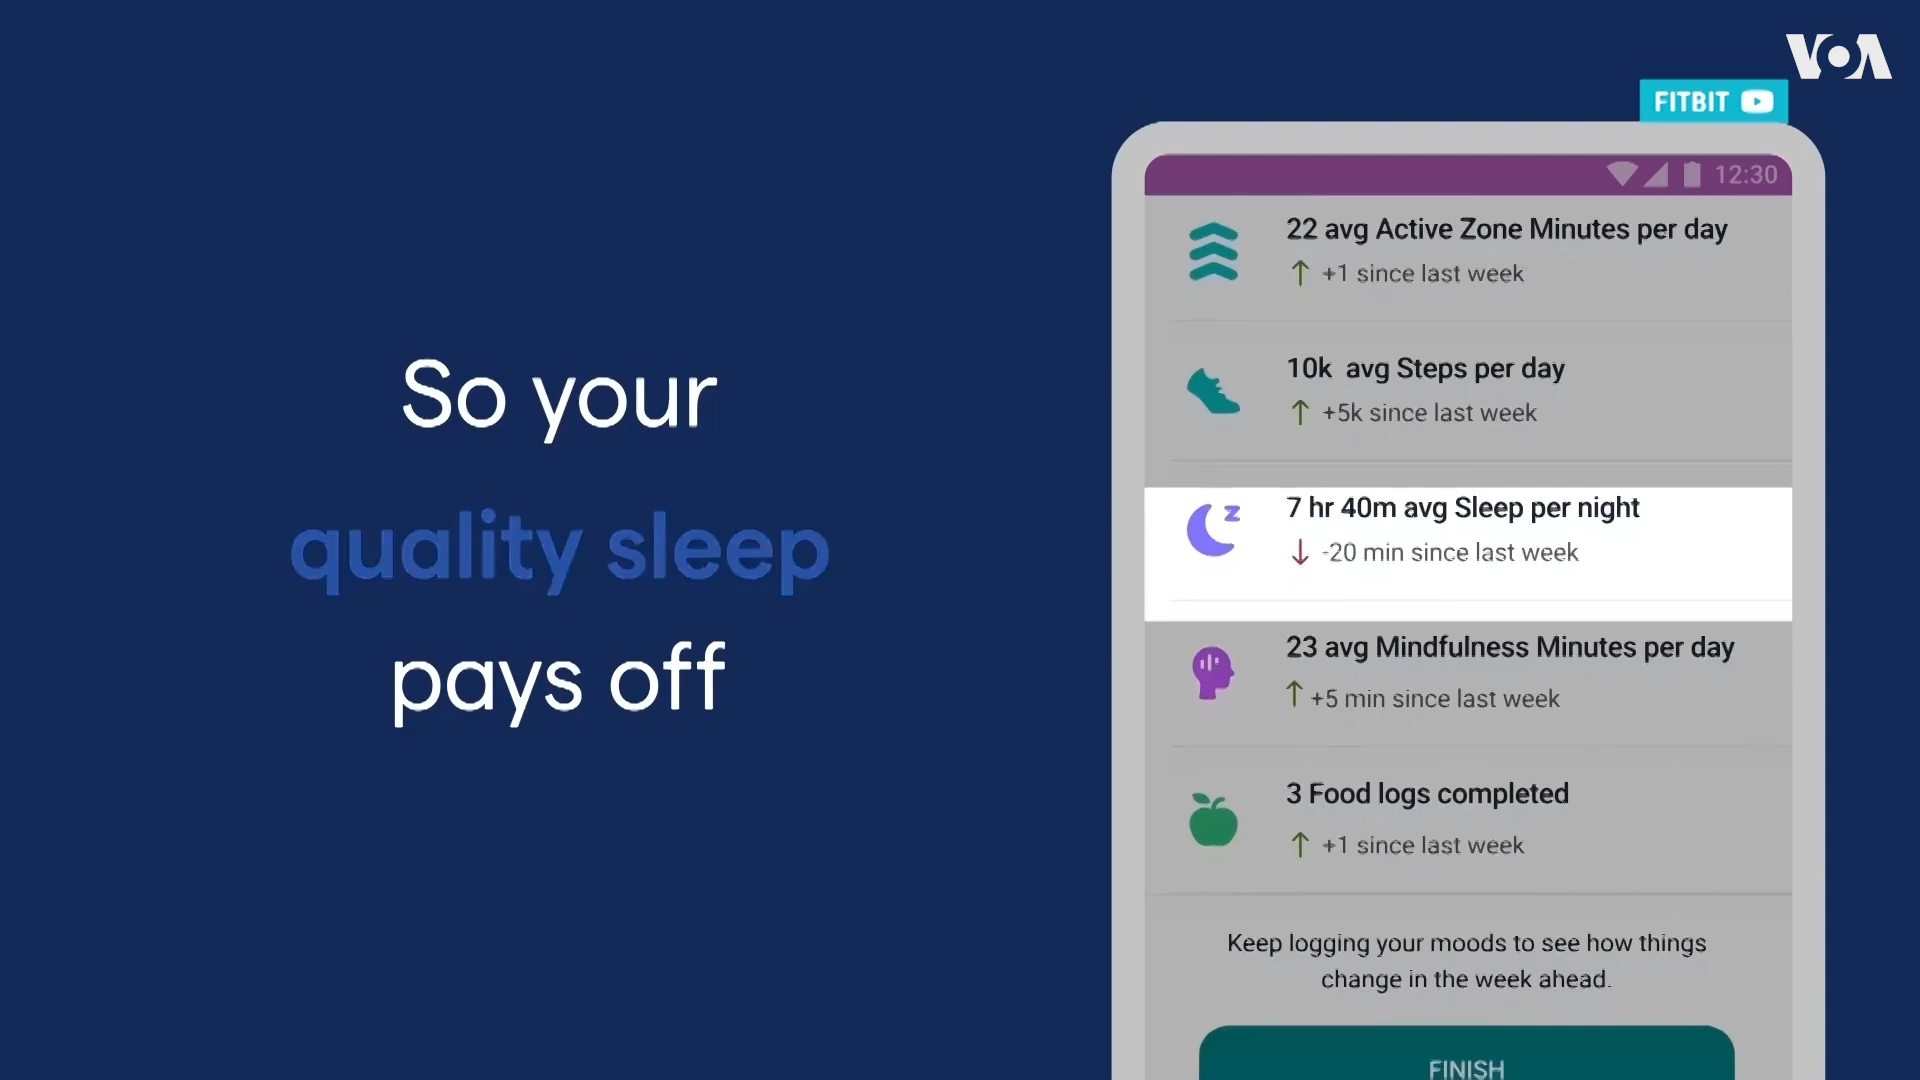 VOA
FITBIT
12:30
So your
quality sleep
pays off
22 avg Active Zone Minutes per day
+1 since last week
10k avg Steps per day
+5k since last week
z
7 hr 40m avg Sleep per night
-20 min since last week
23 avg Mindfulness Minutes per day
+5 min since last week
3 Food logs completed
+1 since last week
Keep logging your moods to see how things
change in the week ahead.
FINISH